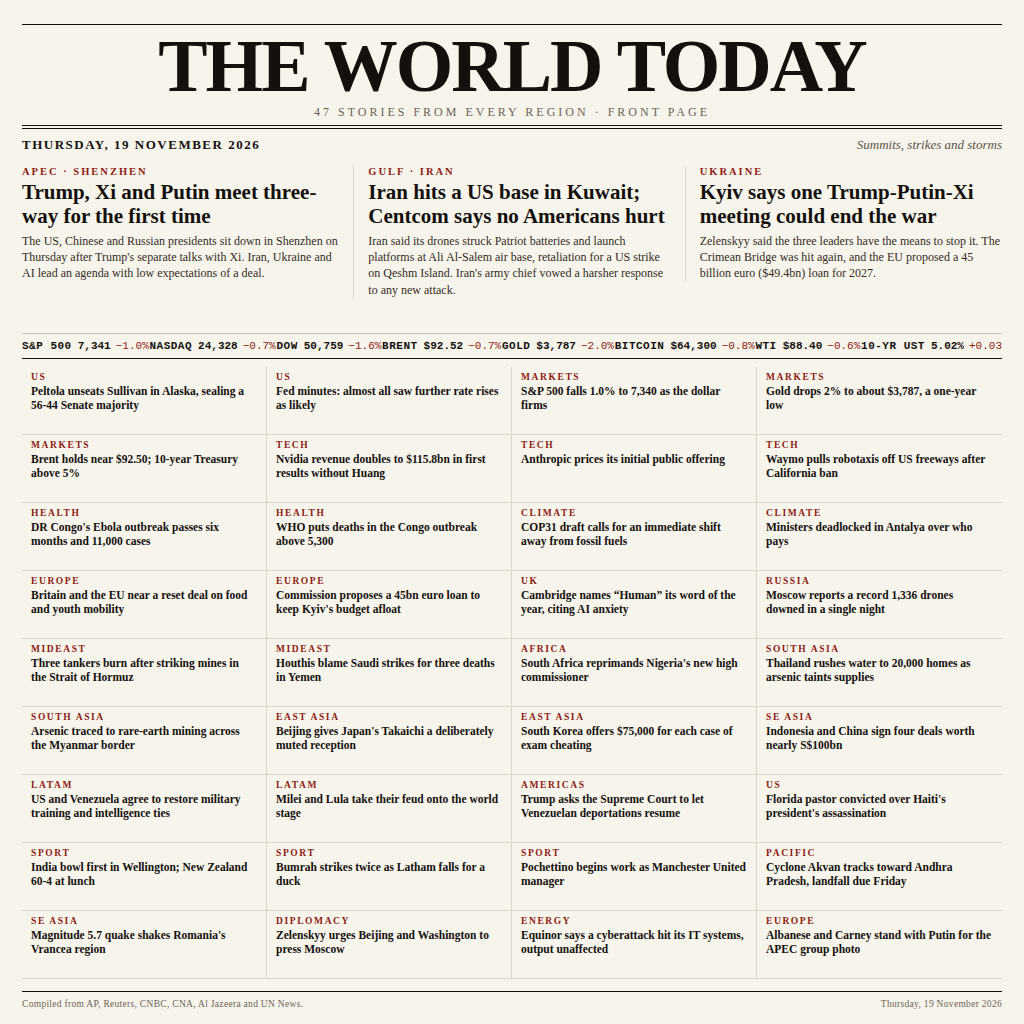 THE WORLD TODAY
47 STORIES FROM EVERY REGION · FRONT PAGE
THURSDAY, 19 NOVEMBER 2026
Summits, strikes and storms
APEC · SHENZHEN
Trump, Xi and Putin meet three-
way for the first time
The US, Chinese and Russian presidents sit down in Shenzhen on
Thursday after Trump's separate talks with Xi. Iran, Ukraine and
AI lead an agenda with low expectations of a deal.
GULF · IRAN
Iran hits a US base in Kuwait;
Centcom says no Americans hurt
Iran said its drones struck Patriot batteries and launch
platforms at Ali Al-Salem air base, retaliation for a US strike
on Qeshm Island. Iran's army chief vowed a harsher response
to any new attack.
UKRAINE
Kyiv says one Trump-Putin-Xi
meeting could end the war
Zelenskyy said the three leaders have the means to stop it. The
Crimean Bridge was hit again, and the EU proposed a 45
billion euro ($49.4bn) loan for 2027.
S&P 500 7,341 −1.0% NASDAQ 24,328 −0.7% DOW 50,759 −1.6% BRENT $92.52 −0.7% GOLD $3,787 −2.0% BITCOIN $64,300 −0.8% WTI $88.40 −0.6% 10-YR UST 5.02% +0.03
US
Peltola unseats Sullivan in Alaska, sealing a
56-44 Senate majority
US
Fed minutes: almost all saw further rate rises
as likely
MARKETS
S&P 500 falls 1.0% to 7,340 as the dollar
firms
MARKETS
Gold drops 2% to about $3,787, a one-year
low
MARKETS
Brent holds near $92.50; 10-year Treasury
above 5%
TECH
Nvidia revenue doubles to $115.8bn in first
results without Huang
TECH
Anthropic prices its initial public offering
TECH
Waymo pulls robotaxis off US freeways after
California ban
HEALTH
DR Congo's Ebola outbreak passes six
months and 11,000 cases
HEALTH
WHO puts deaths in the Congo outbreak
above 5,300
CLIMATE
COP31 draft calls for an immediate shift
away from fossil fuels
CLIMATE
Ministers deadlocked in Antalya over who
pays
EUROPE
Britain and the EU near a reset deal on food
and youth mobility
EUROPE
Commission proposes a 45bn euro loan to
keep Kyiv's budget afloat
UK
Cambridge names “Human” its word of the
year, citing AI anxiety
RUSSIA
Moscow reports a record 1,336 drones
downed in a single night
MIDEAST
Three tankers burn after striking mines in
the Strait of Hormuz
MIDEAST
Houthis blame Saudi strikes for three deaths
in Yemen
AFRICA
South Africa reprimands Nigeria's new high
commissioner
SOUTH ASIA
Thailand rushes water to 20,000 homes as
arsenic taints supplies
SOUTH ASIA
Arsenic traced to rare-earth mining across
the Myanmar border
EAST ASIA
Beijing gives Japan's Takaichi a deliberately
muted reception
EAST ASIA
South Korea offers $75,000 for each case of
exam cheating
SE ASIA
Indonesia and China sign four deals worth
nearly S$100bn
LATAM
US and Venezuela agree to restore military
training and intelligence ties
LATAM
Milei and Lula take their feud onto the world
stage
AMERICAS
Trump asks the Supreme Court to let
Venezuelan deportations resume
US
Florida pastor convicted over Haiti's
president's assassination
SPORT
India bowl first in Wellington; New Zealand
60-4 at lunch
SPORT
Bumrah strikes twice as Latham falls for a
duck
SPORT
Pochettino begins work as Manchester United
manager
PACIFIC
Cyclone Akvan tracks toward Andhra
Pradesh, landfall due Friday
SE ASIA
Magnitude 5.7 quake shakes Romania's
Vrancea region
DIPLOMACY
Zelenskyy urges Beijing and Washington to
press Moscow
ENERGY
Equinor says a cyberattack hit its IT systems,
output unaffected
EUROPE
Albanese and Carney stand with Putin for the
APEC group photo
Compiled from AP, Reuters, CNBC, CNA, Al Jazeera and UN News.
Thursday, 19 November 2026